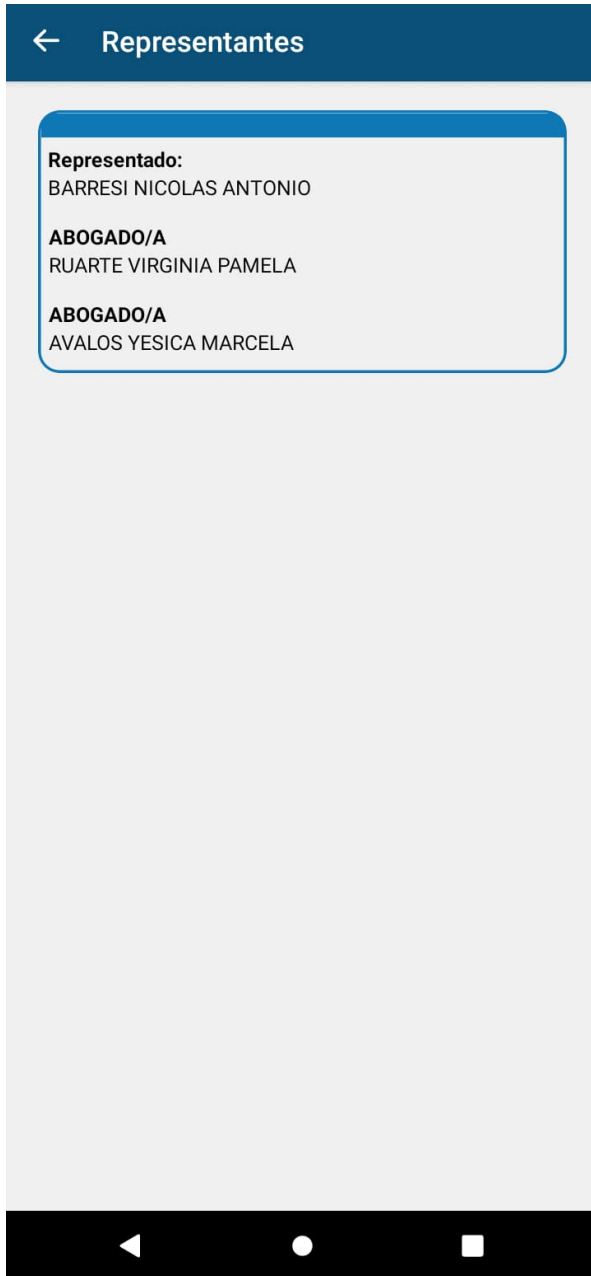 Representantes
Representado:
BARRESI NICOLAS ANTONIO
ABOGADO/A
RUARTE VIRGINIA PAMELA
ABOGADO/A
AVALOS YESICA MARCELA